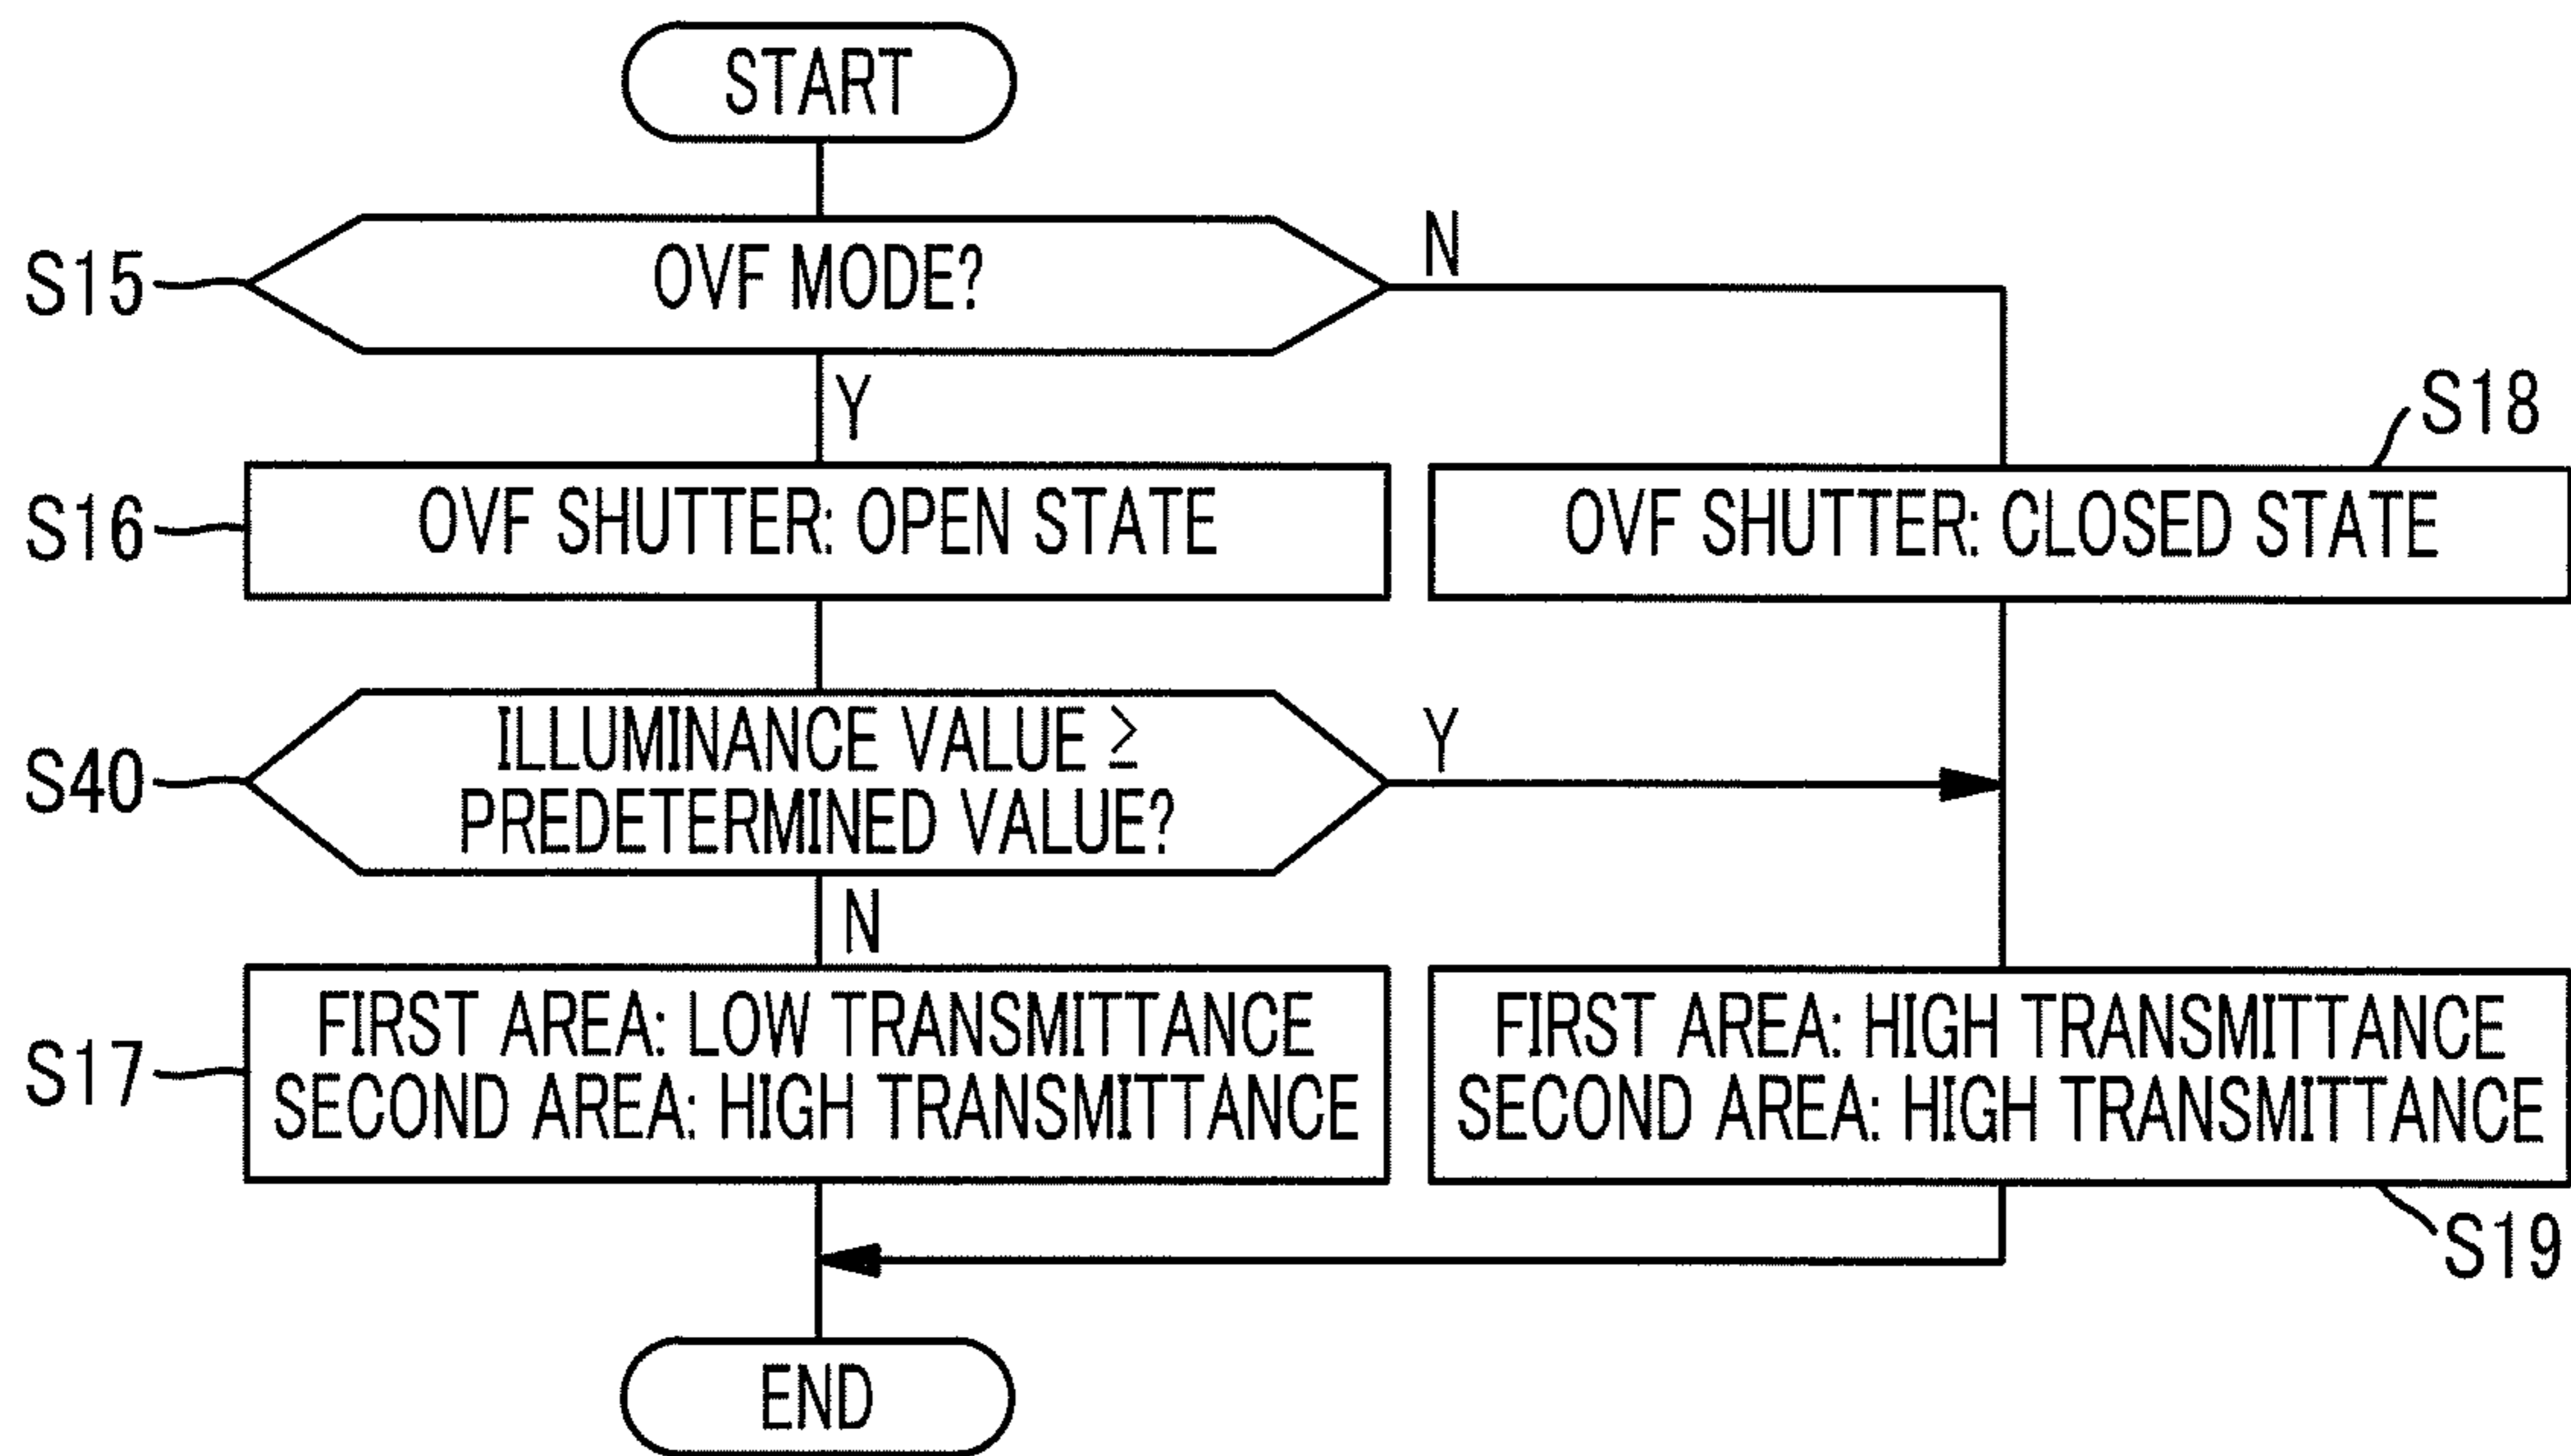 START
S15
OVF MODE?
N
Y
S18
S16
OVF SHUTTER: OPEN STATE
OVF SHUTTER: CLOSED STATE
S40
ILLUMINANCE VALUE ≥
PREDETERMINED VALUE?
Y
N
S17
FIRST AREA: LOW TRANSMITTANCE
SECOND AREA: HIGH TRANSMITTANCE
FIRST AREA: HIGH TRANSMITTANCE
SECOND AREA: HIGH TRANSMITTANCE
S19
END